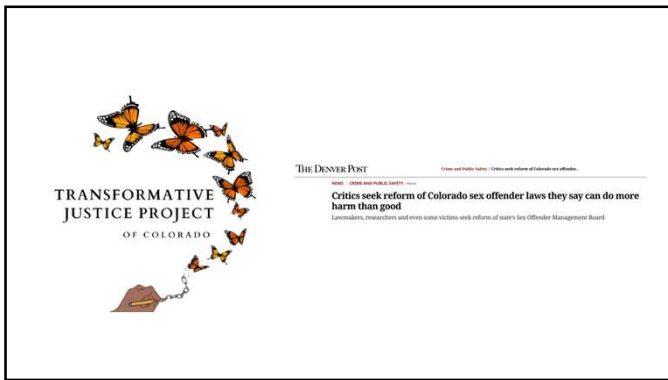 TRANSFORMATIVE
JUSTICE PROJECT
OF COLORADO
THE DENVER POST
Crime and Public Safety | Critics seek reform of Colorado sex offender...
NEWS CRIME AND PUBLIC SAFETY
Critics seek reform of Colorado sex offender laws they say can do more
harm than good
Lawmakers, researchers and even some victims seek reform of state's Sex Offender Management Board